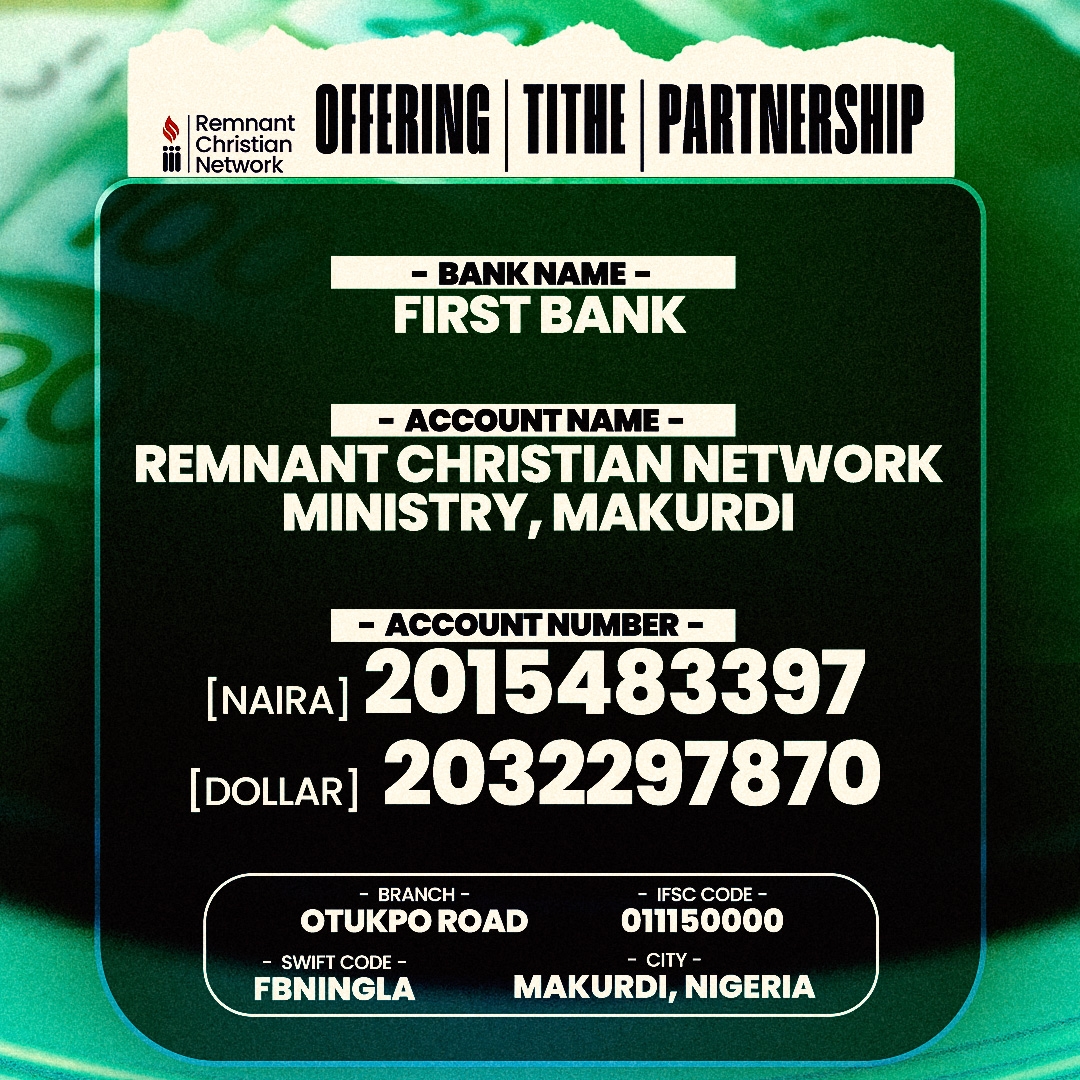 Remnant
Christian
Network
OFFERING | TITHE | PARTNERSHIP
- BANK NAME -
FIRST BANK
- ACCOUNT NAME -
REMNANT CHRISTIAN NETWORK
MINISTRY, MAKURDI
- ACCOUNT NUMBER -
[NAIRA] 2015483397
[DOLLAR] 2032297870
- BRANCH -
OTUKPO ROAD
- IFSC CODE -
011150000
- SWIFT CODE -
FBNINGLA
- CITY -
MAKURDI, NIGERIA